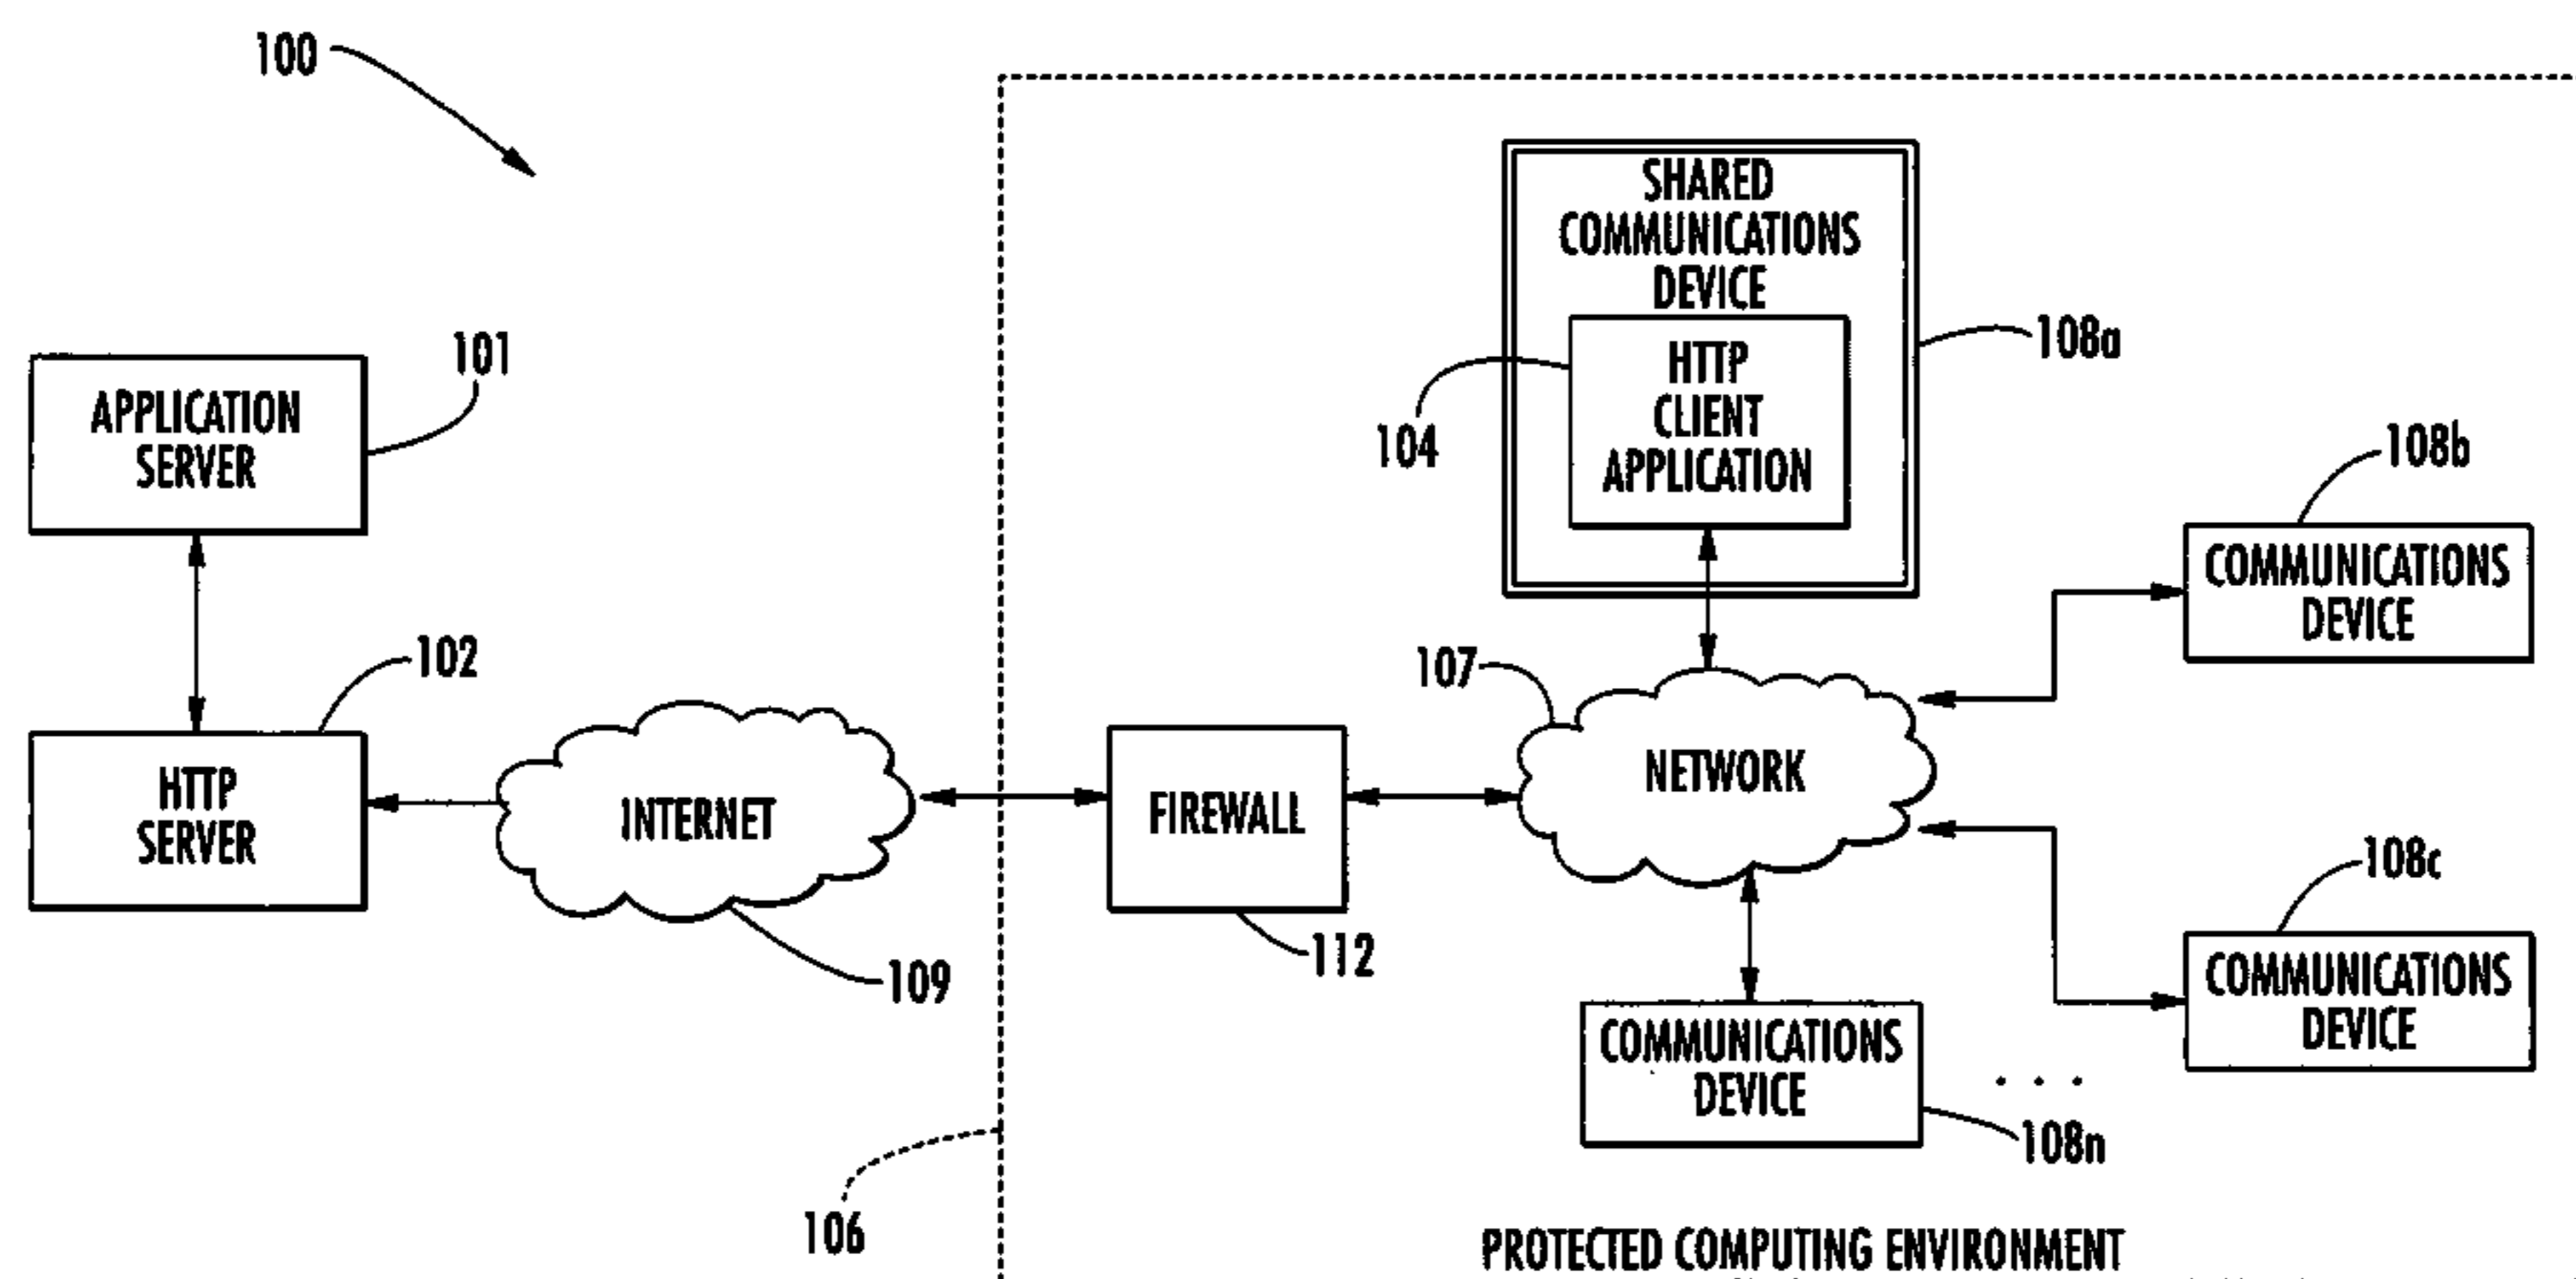 100
SHARED
COMMUNICATIONS
DEVICE
108a
101
HTTP
CLIENT
APPLICATION
104
APPLICATION
SERVER
108b
COMMUNICATIONS
DEVICE
102
107
HTTP
SERVER
INTERNET
FIREWALL
NETWORK
108c
109
112
COMMUNICATIONS
DEVICE
COMMUNICATIONS
DEVICE
. . .
108n
106
PROTECTED COMPUTING ENVIRONMENT